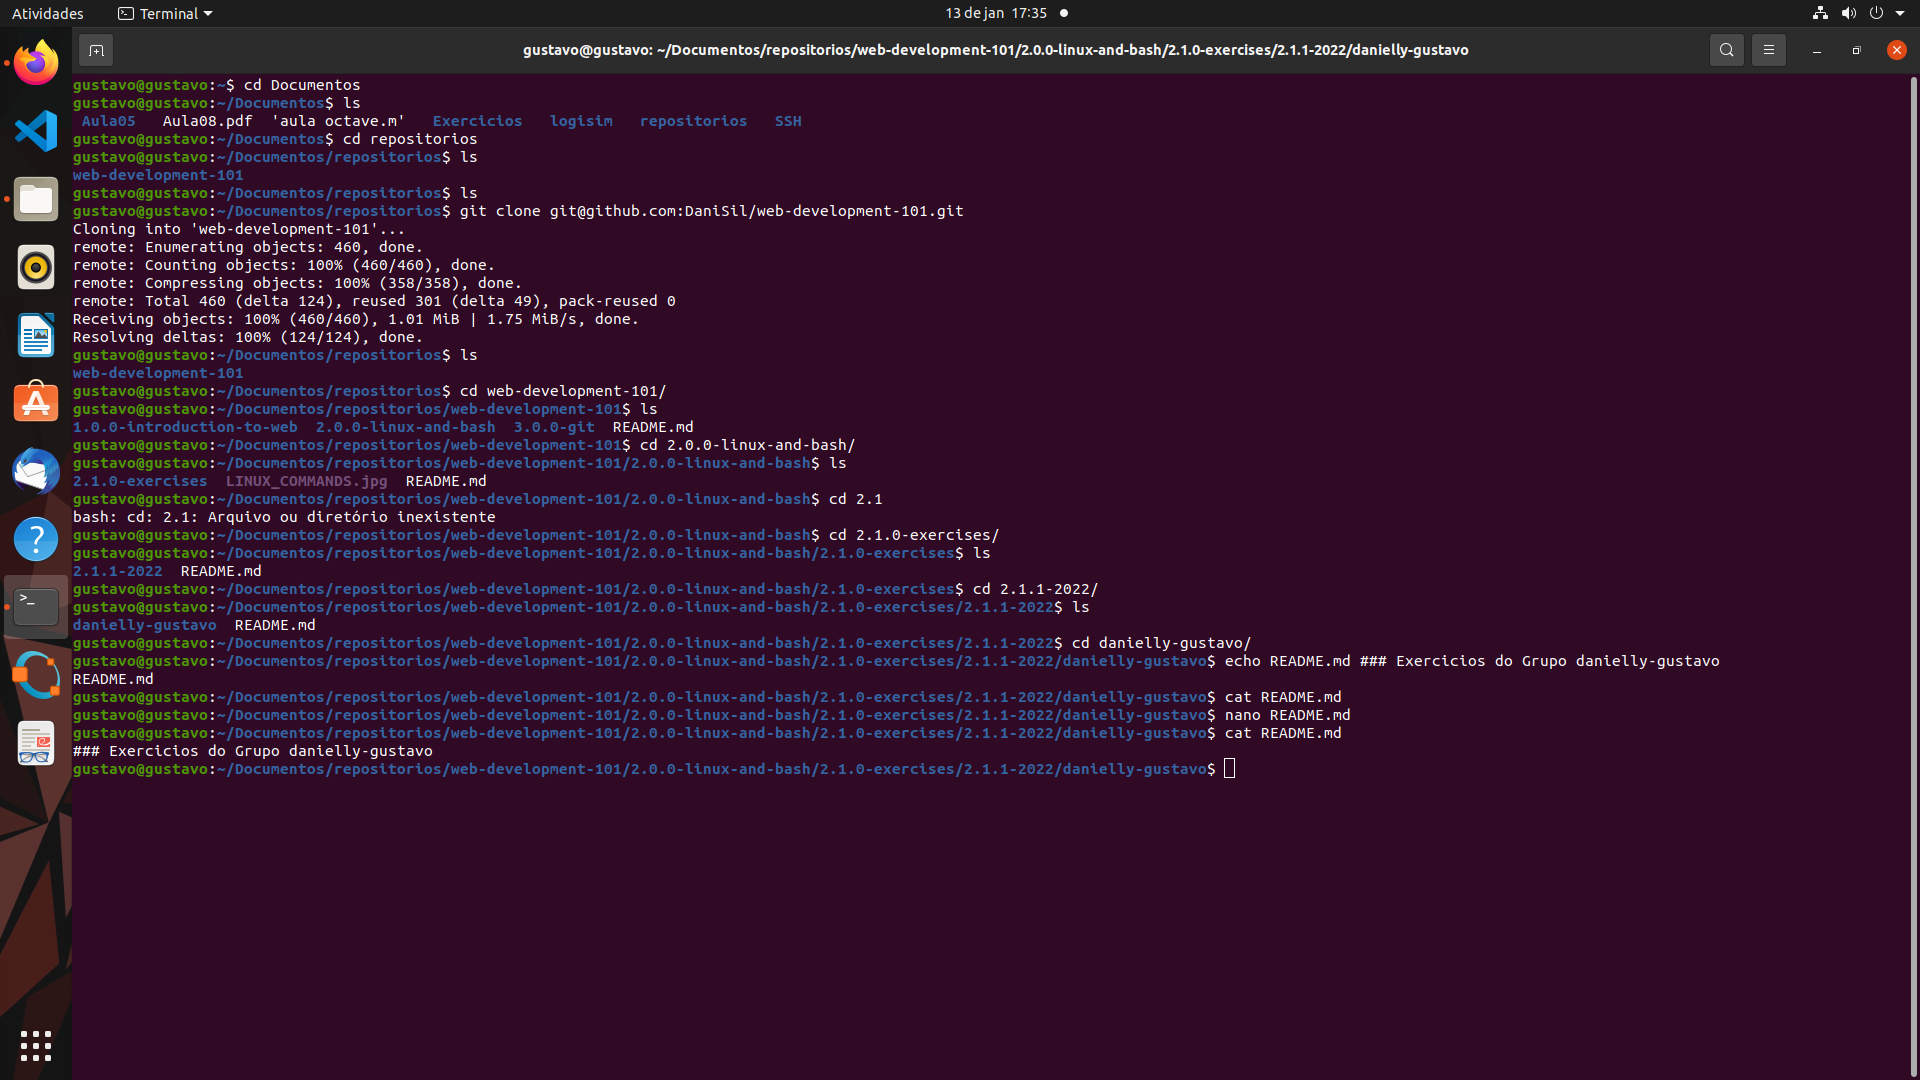 Atividades Terminal 13 de jan 17:35
gustavo@gustavo: ~/Documentos/repositorios/web-development-101/2.0.0-linux-and-bash/2.1.0-exercises/2.1.1-2022/danielly-gustavo
gustavo@gustavo:~$ cd Documentos
gustavo@gustavo:~/Documentos$ ls
Aula05 Aula08.pdf 'aula octave.m' Exercicios logisim repositorios SSH
gustavo@gustavo:~/Documentos$ cd repositorios
gustavo@gustavo:~/Documentos/repositorios$ ls
web-development-101
gustavo@gustavo:~/Documentos/repositorios$ ls
gustavo@gustavo:~/Documentos/repositorios$ git clone git@github.com:DaniSil/web-development-101.git
Cloning into 'web-development-101'...
remote: Enumerating objects: 460, done.
remote: Counting objects: 100% (460/460), done.
remote: Compressing objects: 100% (358/358), done.
remote: Total 460 (delta 124), reused 301 (delta 49), pack-reused 0
Receiving objects: 100% (460/460), 1.01 MiB | 1.75 MiB/s, done.
Resolving deltas: 100% (124/124), done.
gustavo@gustavo:~/Documentos/repositorios$ ls
web-development-101
gustavo@gustavo:~/Documentos/repositorios$ cd web-development-101/
gustavo@gustavo:~/Documentos/repositorios/web-development-101$ ls
1.0.0-introduction-to-web 2.0.0-linux-and-bash 3.0.0-git README.md
gustavo@gustavo:~/Documentos/repositorios/web-development-101$ cd 2.0.0-linux-and-bash/
gustavo@gustavo:~/Documentos/repositorios/web-development-101/2.0.0-linux-and-bash$ ls
2.1.0-exercises LINUX_COMMANDS.jpg README.md
gustavo@gustavo:~/Documentos/repositorios/web-development-101/2.0.0-linux-and-bash$ cd 2.1
bash: cd: 2.1: Arquivo ou diretório inexistente
gustavo@gustavo:~/Documentos/repositorios/web-development-101/2.0.0-linux-and-bash$ cd 2.1.0-exercises/
gustavo@gustavo:~/Documentos/repositorios/web-development-101/2.0.0-linux-and-bash/2.1.0-exercises$ ls
2.1.1-2022 README.md
gustavo@gustavo:~/Documentos/repositorios/web-development-101/2.0.0-linux-and-bash/2.1.0-exercises$ cd 2.1.1-2022/
gustavo@gustavo:~/Documentos/repositorios/web-development-101/2.0.0-linux-and-bash/2.1.0-exercises/2.1.1-2022$ ls
danielly-gustavo README.md
gustavo@gustavo:~/Documentos/repositorios/web-development-101/2.0.0-linux-and-bash/2.1.0-exercises/2.1.1-2022$ cd danielly-gustavo/
gustavo@gustavo:~/Documentos/repositorios/web-development-101/2.0.0-linux-and-bash/2.1.0-exercises/2.1.1-2022/danielly-gustavo$ echo README.md ### Exercicios do Grupo danielly-gustavo
README.md
gustavo@gustavo:~/Documentos/repositorios/web-development-101/2.0.0-linux-and-bash/2.1.0-exercises/2.1.1-2022/danielly-gustavo$ cat README.md
gustavo@gustavo:~/Documentos/repositorios/web-development-101/2.0.0-linux-and-bash/2.1.0-exercises/2.1.1-2022/danielly-gustavo$ nano README.md
gustavo@gustavo:~/Documentos/repositorios/web-development-101/2.0.0-linux-and-bash/2.1.0-exercises/2.1.1-2022/danielly-gustavo$ cat README.md
### Exercicios do Grupo danielly-gustavo
gustavo@gustavo:~/Documentos/repositorios/web-development-101/2.0.0-linux-and-bash/2.1.0-exercises/2.1.1-2022/danielly-gustavo$